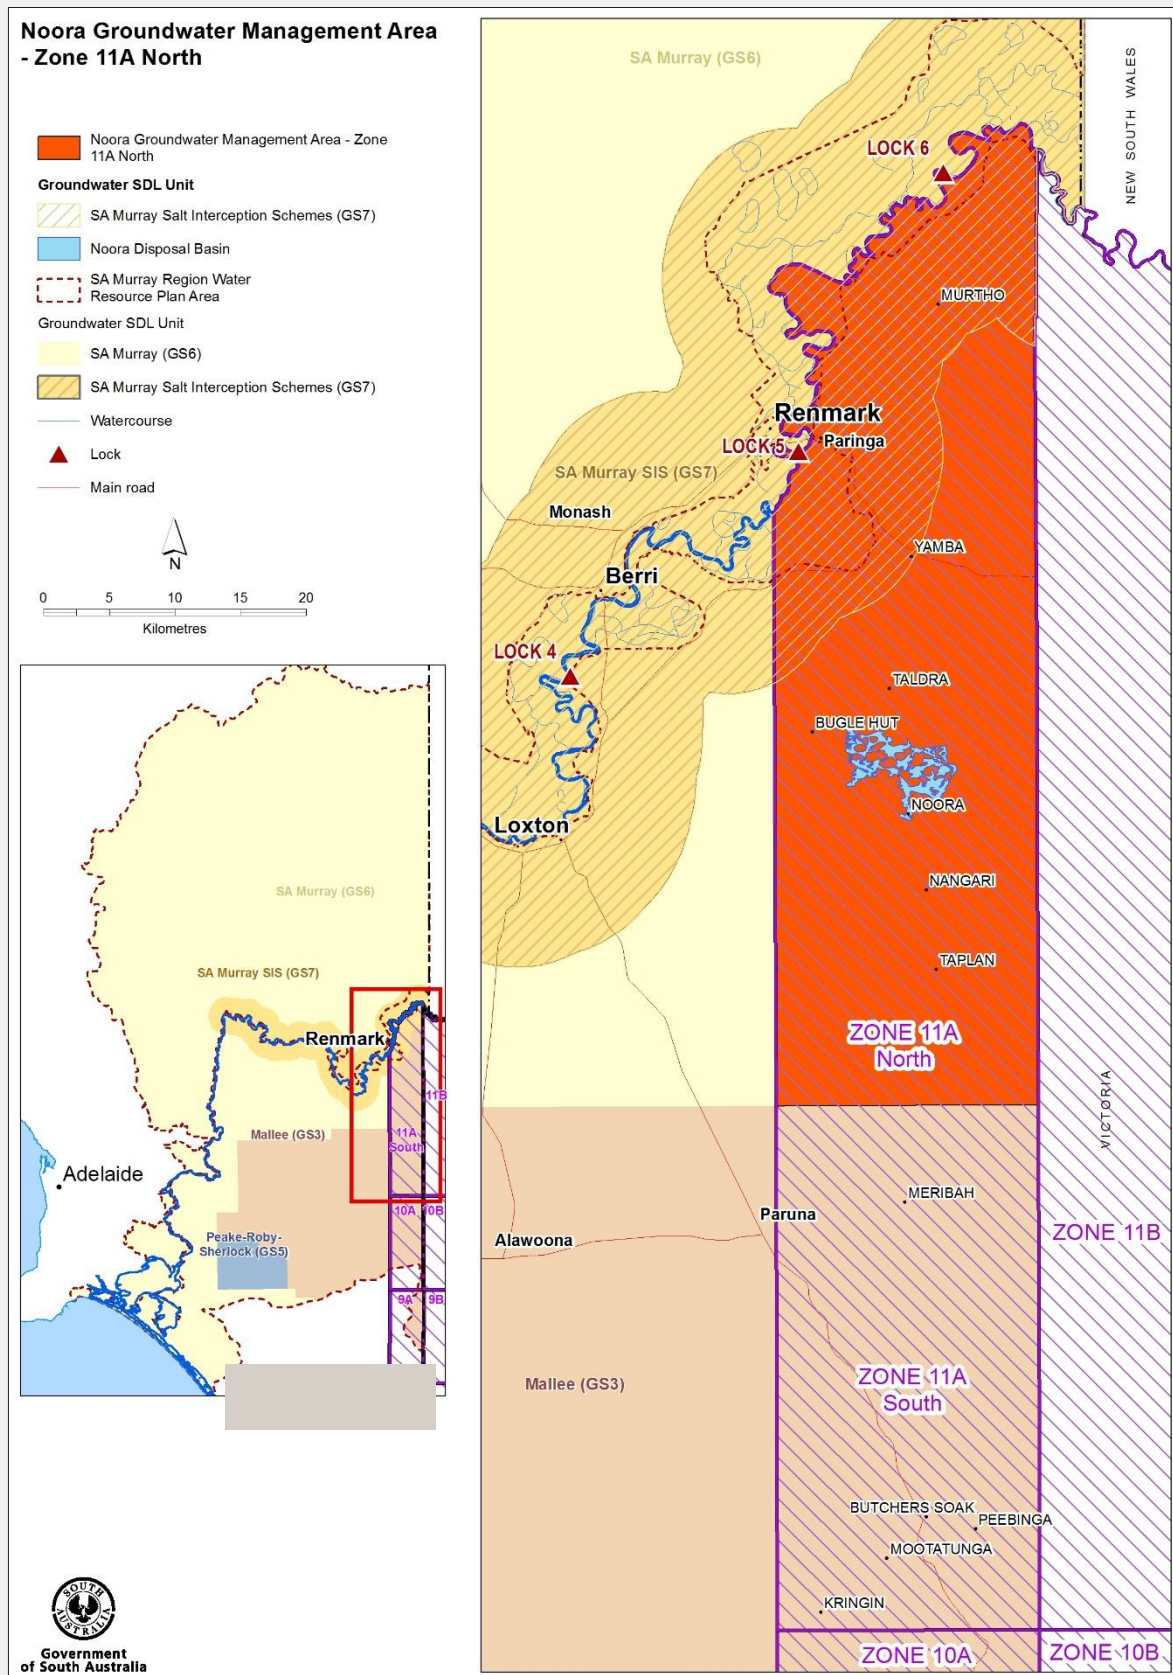 Noora Groundwater Management Area
- Zone 11A North
Noora Groundwater Management Area - Zone
11A North
Groundwater SDL Unit
SA Murray Salt Interception Schemes (GS7)
Noora Disposal Basin
SA Murray Region Water
Resource Plan Area
Groundwater SDL Unit
SA Murray (GS6)
SA Murray Salt Interception Schemes (GS7)
Watercourse
Lock
Main road
N
0 5 10 15 20
Kilometres
SA Murray (GS6)
SA Murray SIS (GS7)
Renmark
11B
Mallee (GS3)
11A
South
Adelaide
10A 10B
Peake-Roby-
Sherlock (GS5)
9A 9B
SOUTH
AUSTRALIA
Government
of South Australia
SA Murray (GS6)
NEW SOUTH WALES
LOCK 6
MURTHO
Renmark
LOCK 5
Paringa
SA Murray SIS (GS7)
Monash
YAMBA
Berri
LOCK 4
TALDRA
BUGLE HUT
NOORA
Loxton
NANGARI
TAPLAN
ZONE 11A
North
VICTORIA
MERIBAH
Paruna
ZONE 11B
Alawoona
ZONE 11A
South
Mallee (GS3)
BUTCHERS SOAK
PEEBINGA
MOOTATUNGA
KRINGIN
ZONE 10A
ZONE 10B